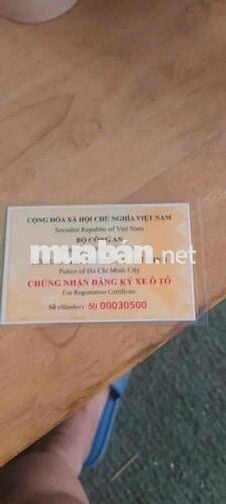 CỘNG HÒA XÃ HỘI CHỦ NGHĨA VIỆT NAM
Socialist Republic of Viet Nam
BỘ CÔNG AN
muaban.net
Police of Ho Chi Minh City
CHỨNG NHẬN ĐĂNG KÝ XE Ô TÔ
Car Registration Certificate
Số (Number) 50 00030500